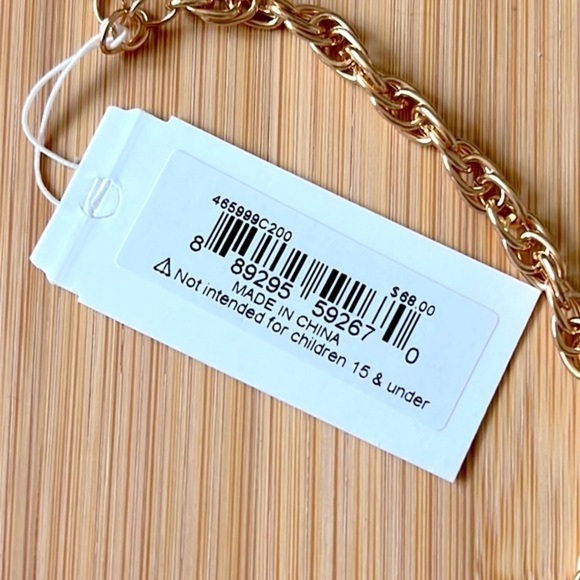 465999C200
$68.00
8 89295 59267 0
MADE IN CHINA
⚠ Not intended for children 15 & under